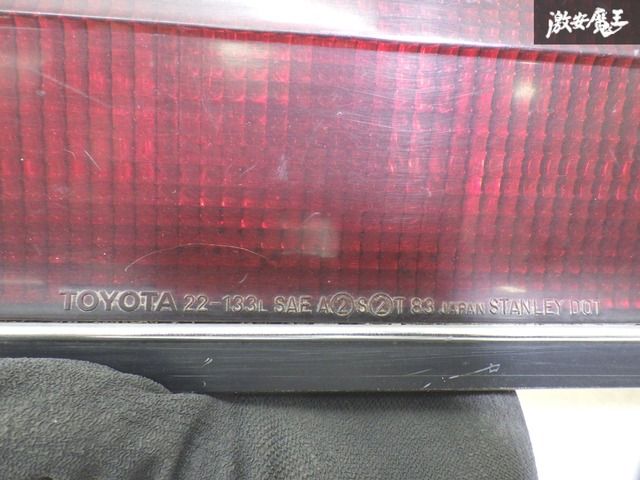 激安魔王
TOYOTA 22-133L SAE A②S②T 83 JAPAN STANLEY DOT